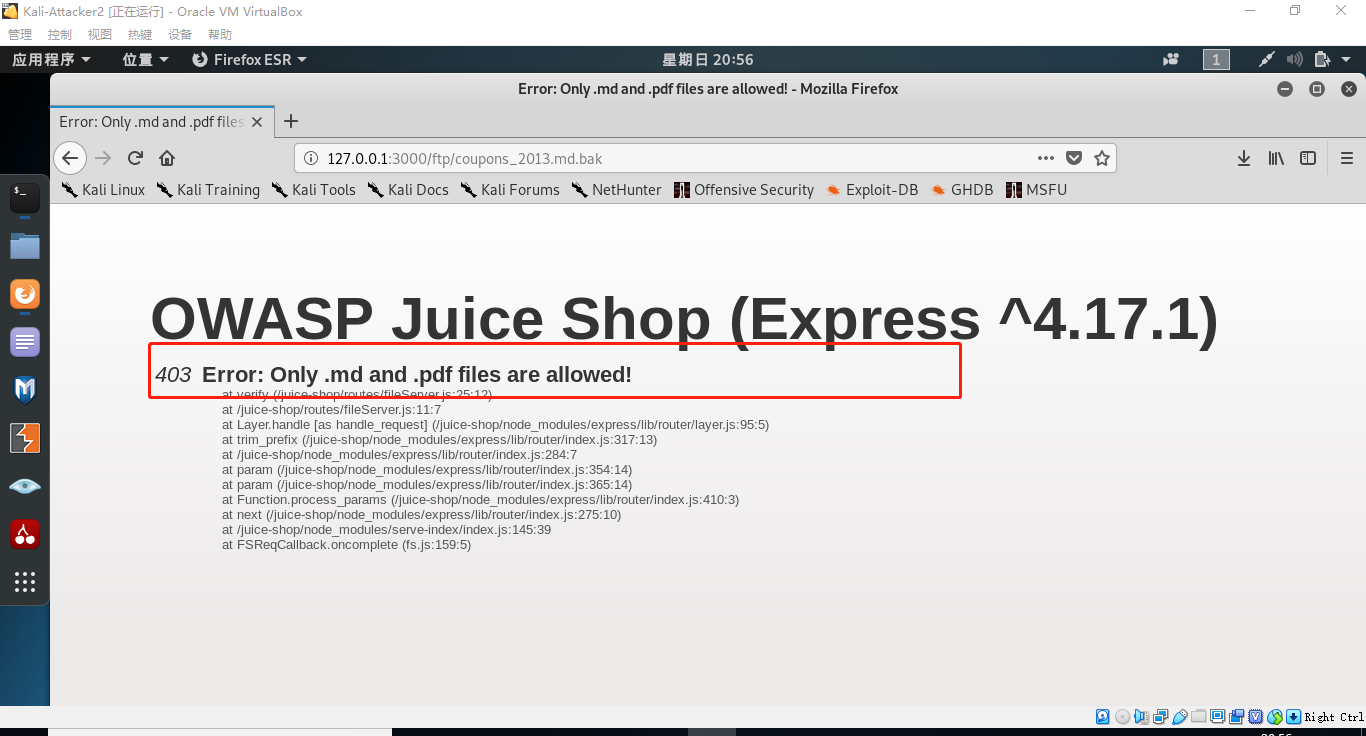 Kali-Attacker2 [正在运行] - Oracle VM VirtualBox
管理 控制 视图 热键 设备 帮助
应用程序 位置 Firefox ESR 星期日 20:56 1
Error: Only .md and .pdf files are allowed! - Mozilla Firefox
Error: Only .md and .pdf files
127.0.0.1:3000/ftp/coupons_2013.md.bak
Kali Linux Kali Training Kali Tools Kali Docs Kali Forums NetHunter Offensive Security Exploit-DB GHDB MSFU
OWASP Juice Shop (Express ^4.17.1)
403 Error: Only .md and .pdf files are allowed!
at verify (/juice-shop/routes/fileServer.js:25:12)
at /juice-shop/routes/fileServer.js:11:7
at Layer.handle [as handle_request] (/juice-shop/node_modules/express/lib/router/layer.js:95:5)
at trim_prefix (/juice-shop/node_modules/express/lib/router/index.js:317:13)
at /juice-shop/node_modules/express/lib/router/index.js:284:7
at param (/juice-shop/node_modules/express/lib/router/index.js:354:14)
at param (/juice-shop/node_modules/express/lib/router/index.js:365:14)
at Function.process_params (/juice-shop/node_modules/express/lib/router/index.js:410:3)
at next (/juice-shop/node_modules/express/lib/router/index.js:275:10)
at /juice-shop/node_modules/serve-index/index.js:145:39
at FSReqCallback.oncomplete (fs.js:159:5)
Right Ctrl